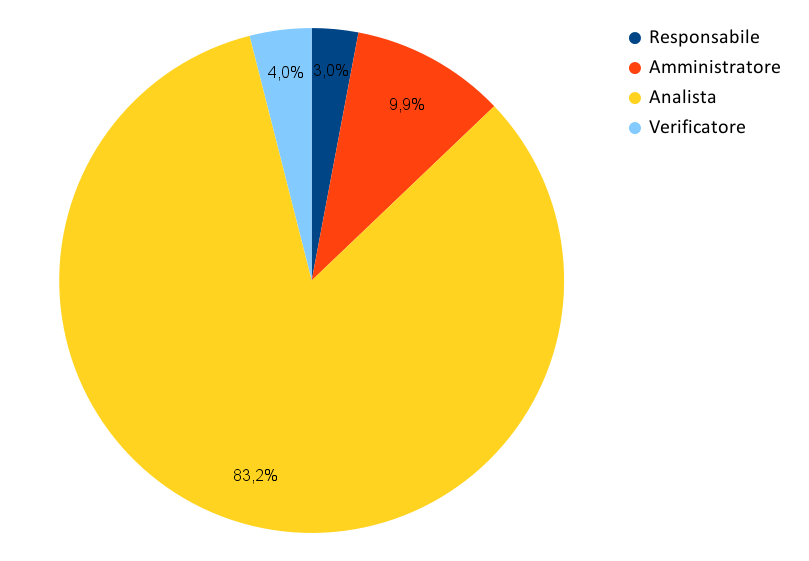 Responsabile
Amministratore
Analista
Verificatore
4,0%
3,0%
9,9%
83,2%